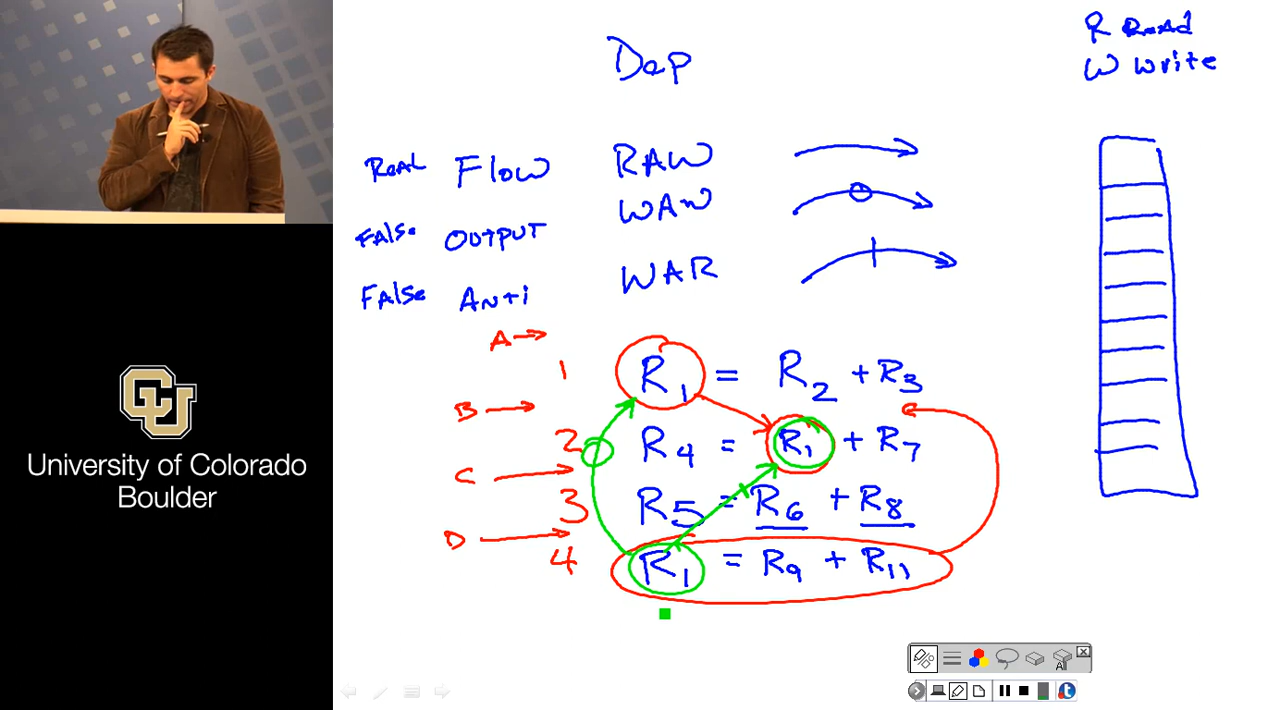 R Read
W Write
Dep
Real Flow RAW
False OUTPUT WAW
False Anti WAR
A
1 R1 = R2 + R3
B
2 R4 = R1 + R7
C
3 R5 = R6 + R8
D
4 R1 = R9 + R11
CU
University of Colorado
Boulder